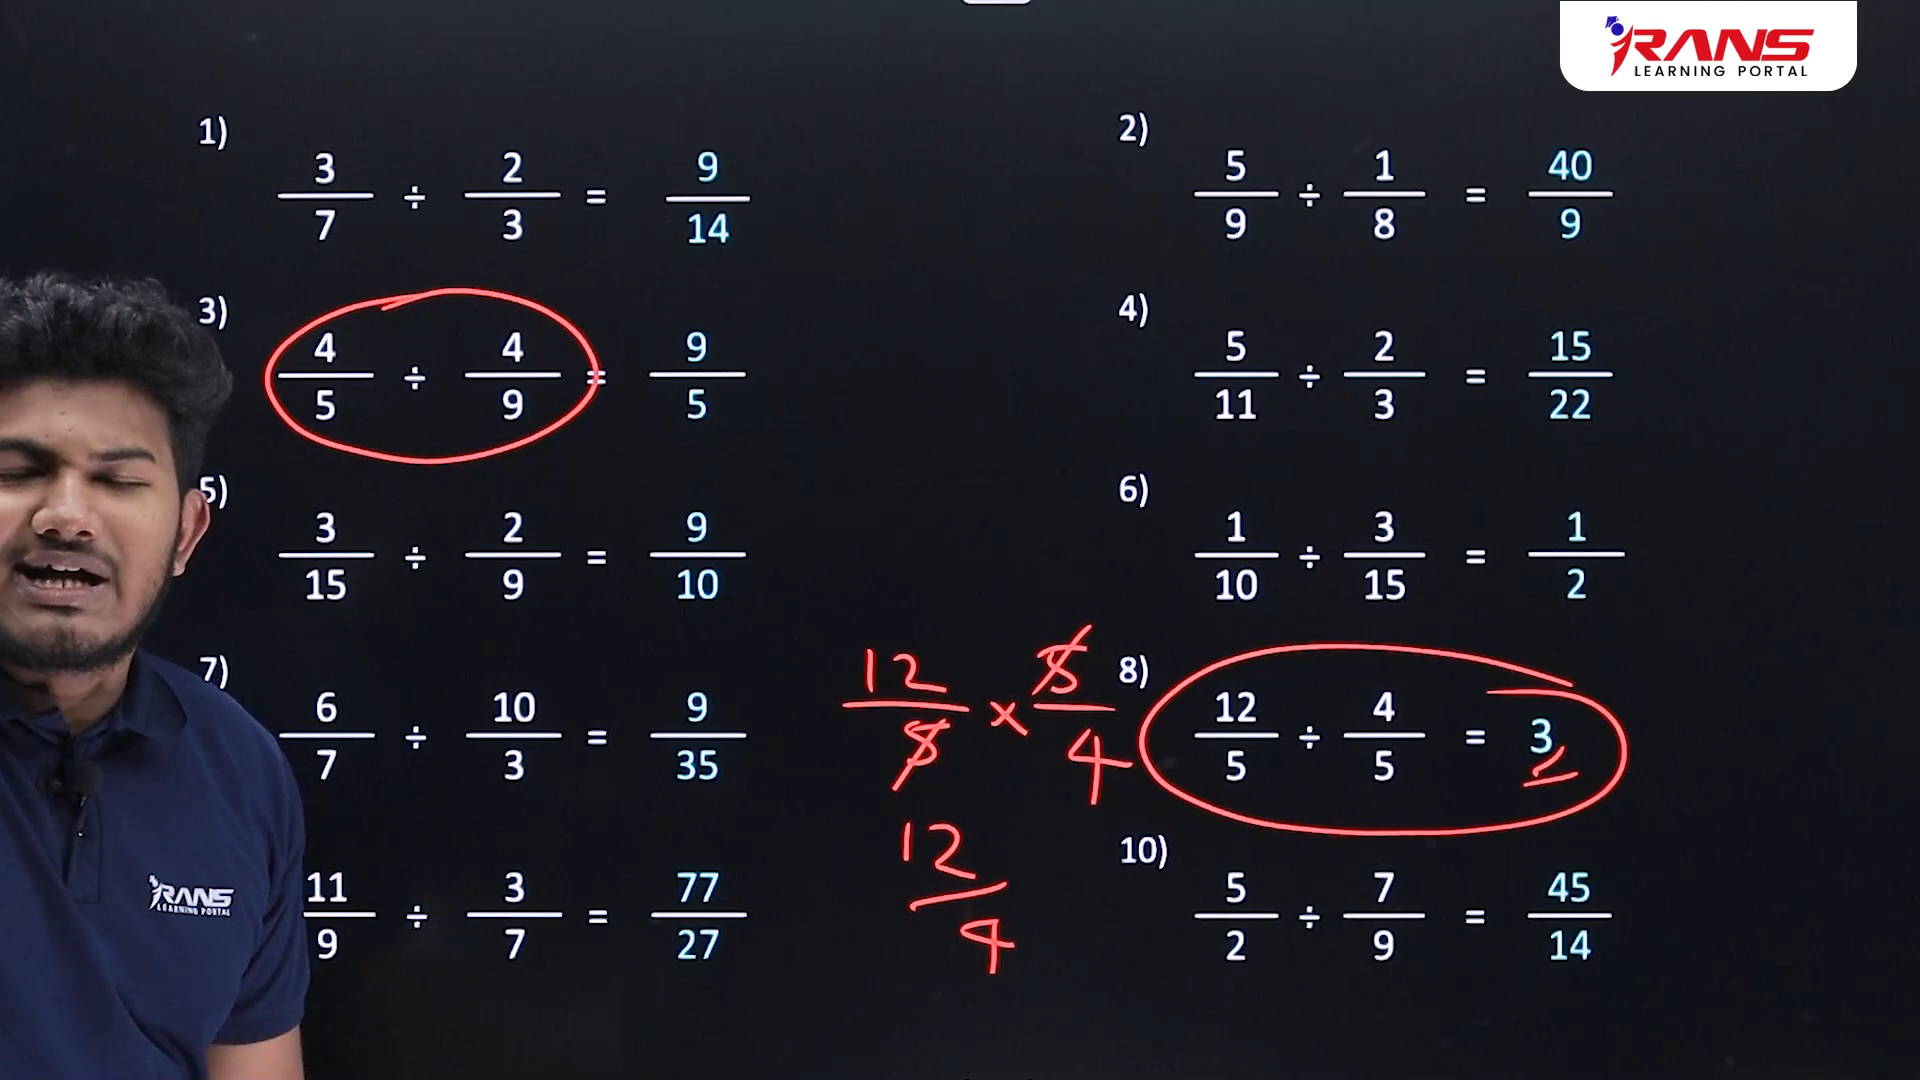 RANS
LEARNING PORTAL
1) 3/7 ÷ 2/3 = 9/14
2) 5/9 ÷ 1/8 = 40/9
3) 4/5 ÷ 4/9 = 9/5
4) 5/11 ÷ 2/3 = 15/22
5) 3/15 ÷ 2/9 = 9/10
6) 1/10 ÷ 3/15 = 1/2
7) 6/7 ÷ 10/3 = 9/35
12/5 × 5/4
12/4
8) 12/5 ÷ 4/5 = 3
11/9 ÷ 3/7 = 77/27
10) 5/2 ÷ 7/9 = 45/14
RANS
LEARNING PORTAL